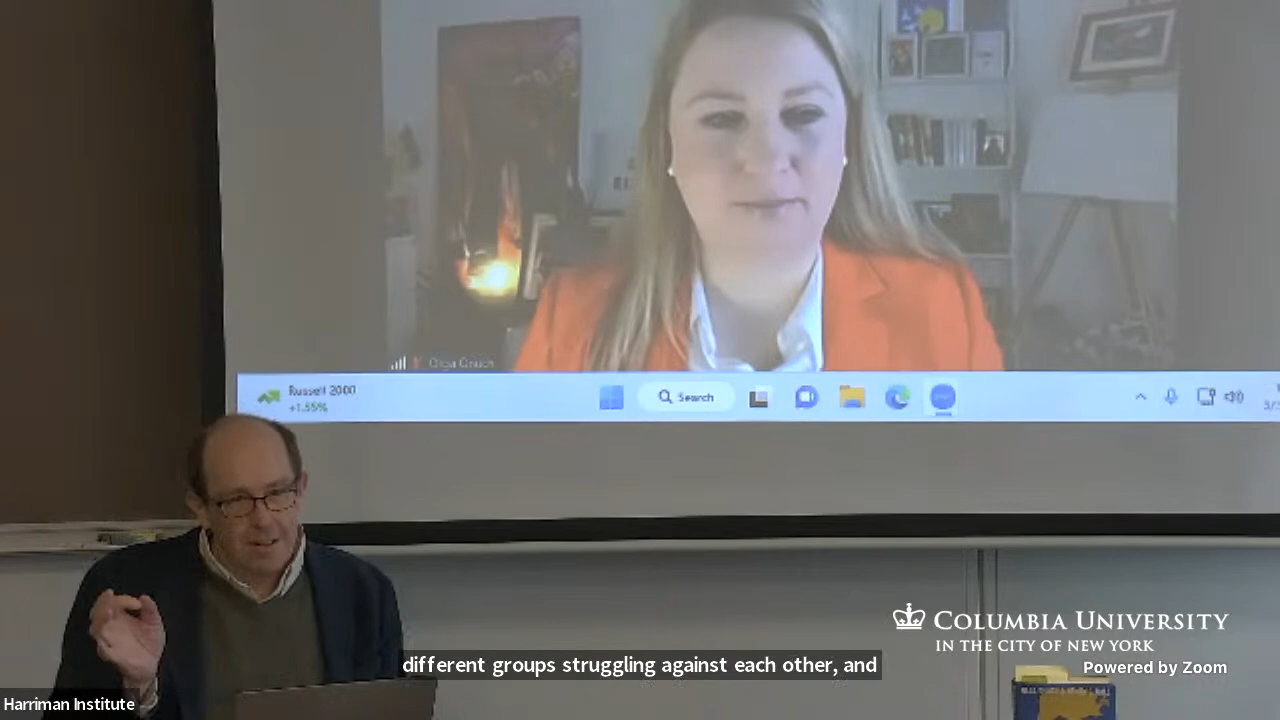 Russell 2000
+1.55%
Search
COLUMBIA UNIVERSITY
IN THE CITY OF NEW YORK
different groups struggling against each other, and
Powered by Zoom
Harriman Institute